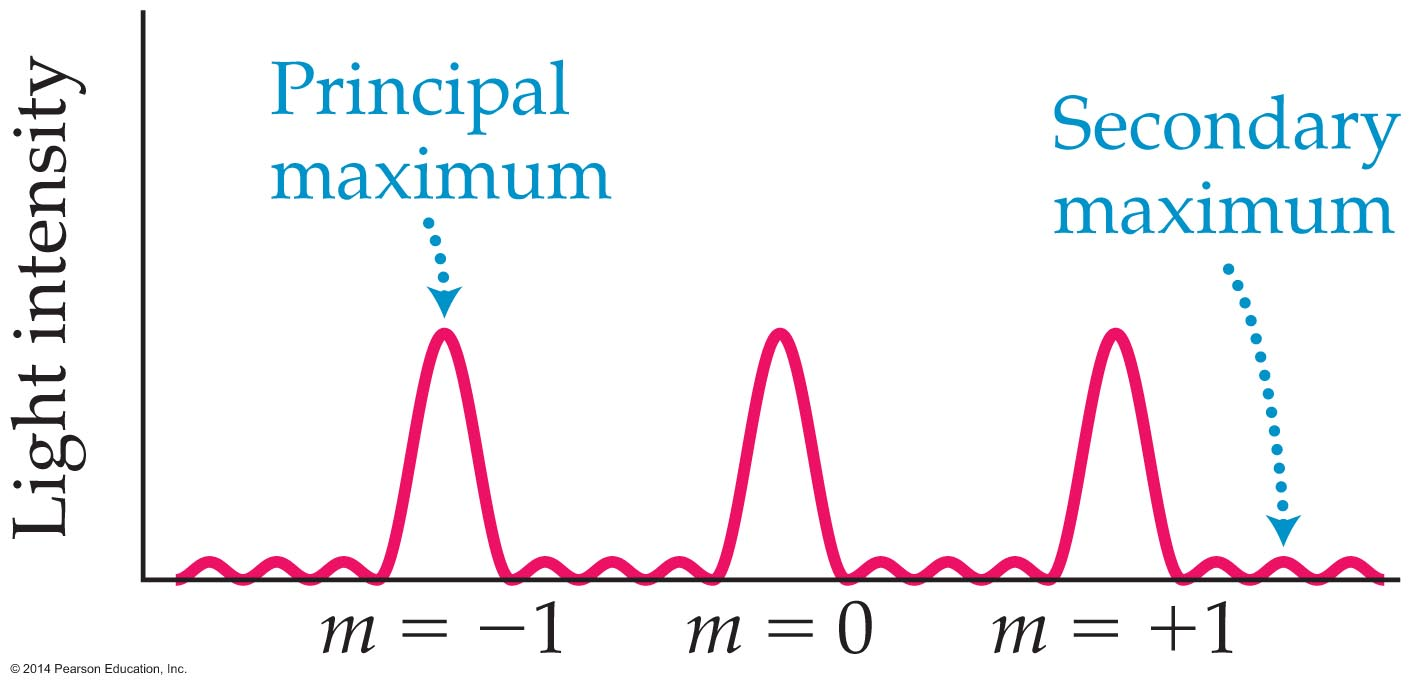 Light intensity
Principal
maximum
Secondary
maximum
m = −1
m = 0
m = +1
© 2014 Pearson Education, Inc.